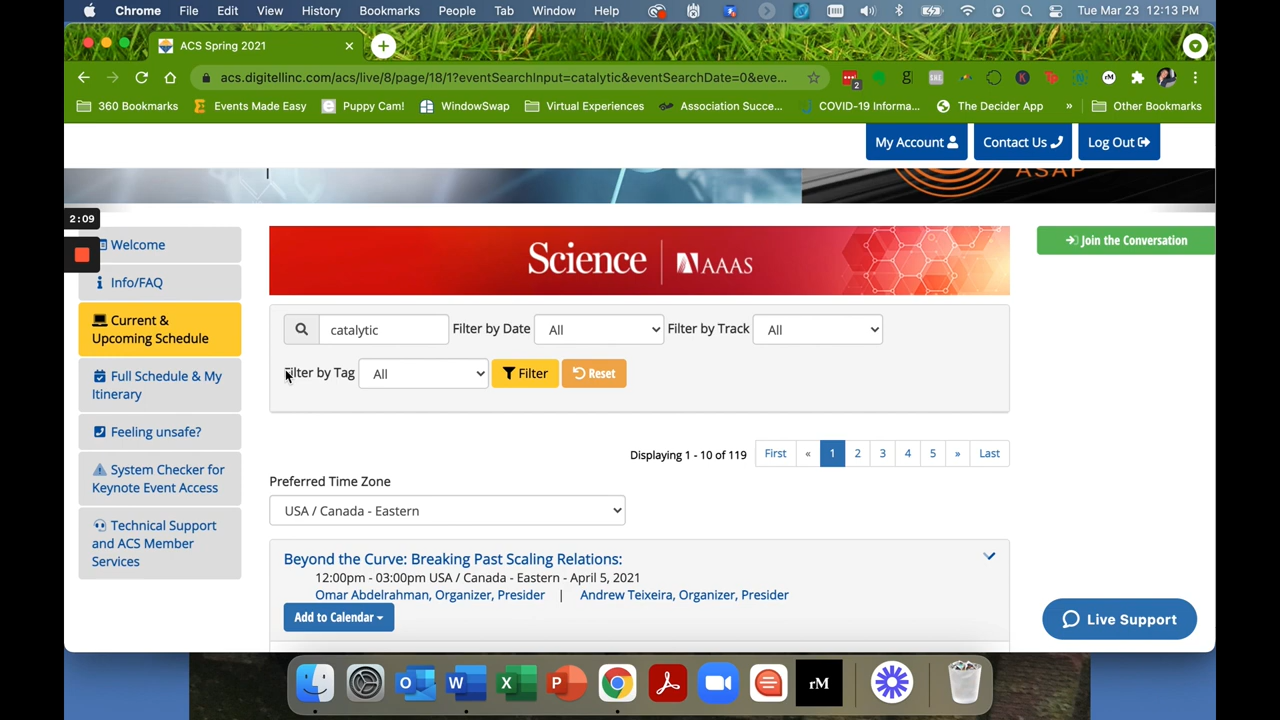 Chrome File Edit View History Bookmarks People Tab Window Help Tue Mar 23 12:13 PM
ACS Spring 2021
acs.digitellinc.com/acs/live/8/page/18/1?eventSearchInput=catalytic&eventSearchDate=0&eve...
2
360 Bookmarks Events Made Easy Puppy Cam! WindowSwap Virtual Experiences Association Succe... COVID-19 Informa... The Decider App » Other Bookmarks
My Account Contact Us Log Out
ASAP
2:09
Welcome
Info/FAQ
Current &
Upcoming Schedule
Full Schedule & My
Itinerary
Feeling unsafe?
System Checker for
Keynote Event Access
Technical Support
and ACS Member
Services
Science AAAS
Join the Conversation
catalytic Filter by Date All Filter by Track All
Filter by Tag All Filter Reset
Displaying 1 - 10 of 119 First « 1 2 3 4 5 » Last
Preferred Time Zone
USA / Canada - Eastern
Beyond the Curve: Breaking Past Scaling Relations:
12:00pm - 03:00pm USA / Canada - Eastern - April 5, 2021
Omar Abdelrahman, Organizer, Presider | Andrew Teixeira, Organizer, Presider
Add to Calendar
Live Support
rM